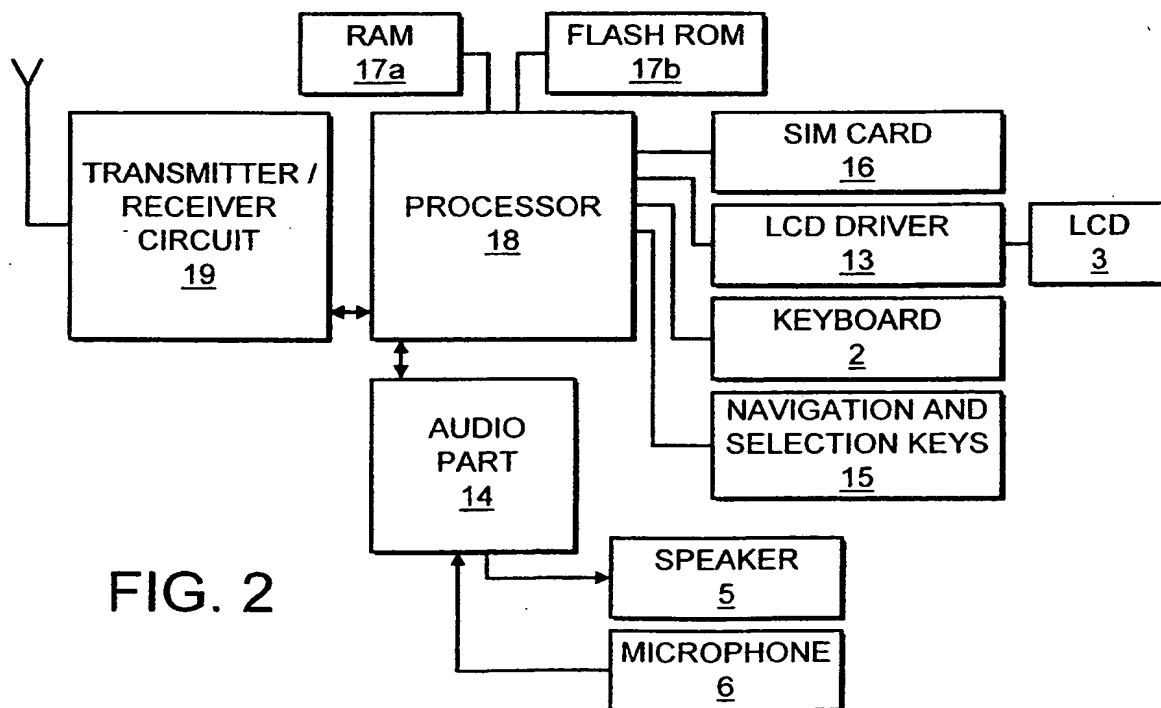 RAM
17a
FLASH ROM
17b
TRANSMITTER /
RECEIVER
CIRCUIT
19
PROCESSOR
18
SIM CARD
16
LCD DRIVER
13
LCD
3
KEYBOARD
2
NAVIGATION AND
SELECTION KEYS
15
AUDIO
PART
14
SPEAKER
5
MICROPHONE
6
FIG. 2